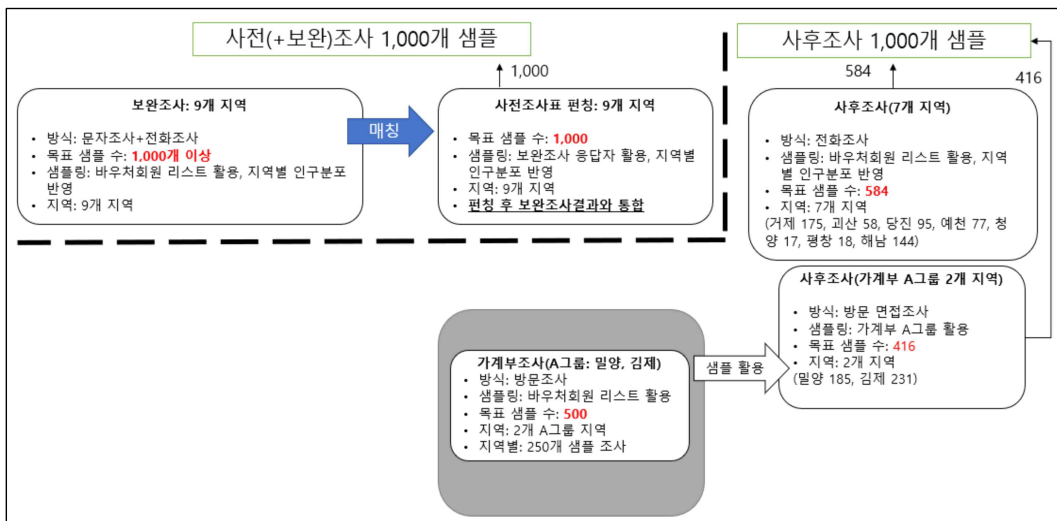 사전(+보완)조사 1,000개 샘플
1,000
보완조사: 9개 지역
• 방식: 문자조사+전화조사
• 목표 샘플 수: 1,000개 이상
• 샘플링: 바우처회원 리스트 활용, 지역별 인구분포
반영
• 지역: 9개 지역
매칭
사전조사표 펀칭: 9개 지역
• 목표 샘플 수: 1,000
• 샘플링: 보완조사 응답자 활용, 지역별
인구분포 반영
• 지역: 9개 지역
• 펀칭 후 보완조사결과와 통합
사후조사 1,000개 샘플
584
416
사후조사(7개 지역)
• 방식: 전화조사
• 샘플링: 바우처회원 리스트 활용, 지역
별 인구분포 반영
• 목표 샘플 수: 584
• 지역: 7개 지역
(거제 175, 괴산 58, 당진 95, 예천 77, 청
양 17, 평창 18, 해남 144)
가계부조사(A그룹: 밀양, 김제)
• 방식: 방문조사
• 샘플링: 바우처회원 리스트 활용
• 목표 샘플 수: 500
• 지역: 2개 A그룹 지역
• 지역별: 250개 샘플 조사
샘플 활용
사후조사(가계부 A그룹 2개 지역)
• 방식: 방문 면접조사
• 샘플링: 가계부 A그룹 활용
• 목표 샘플 수: 416
• 지역: 2개 지역
(밀양 185, 김제 231)